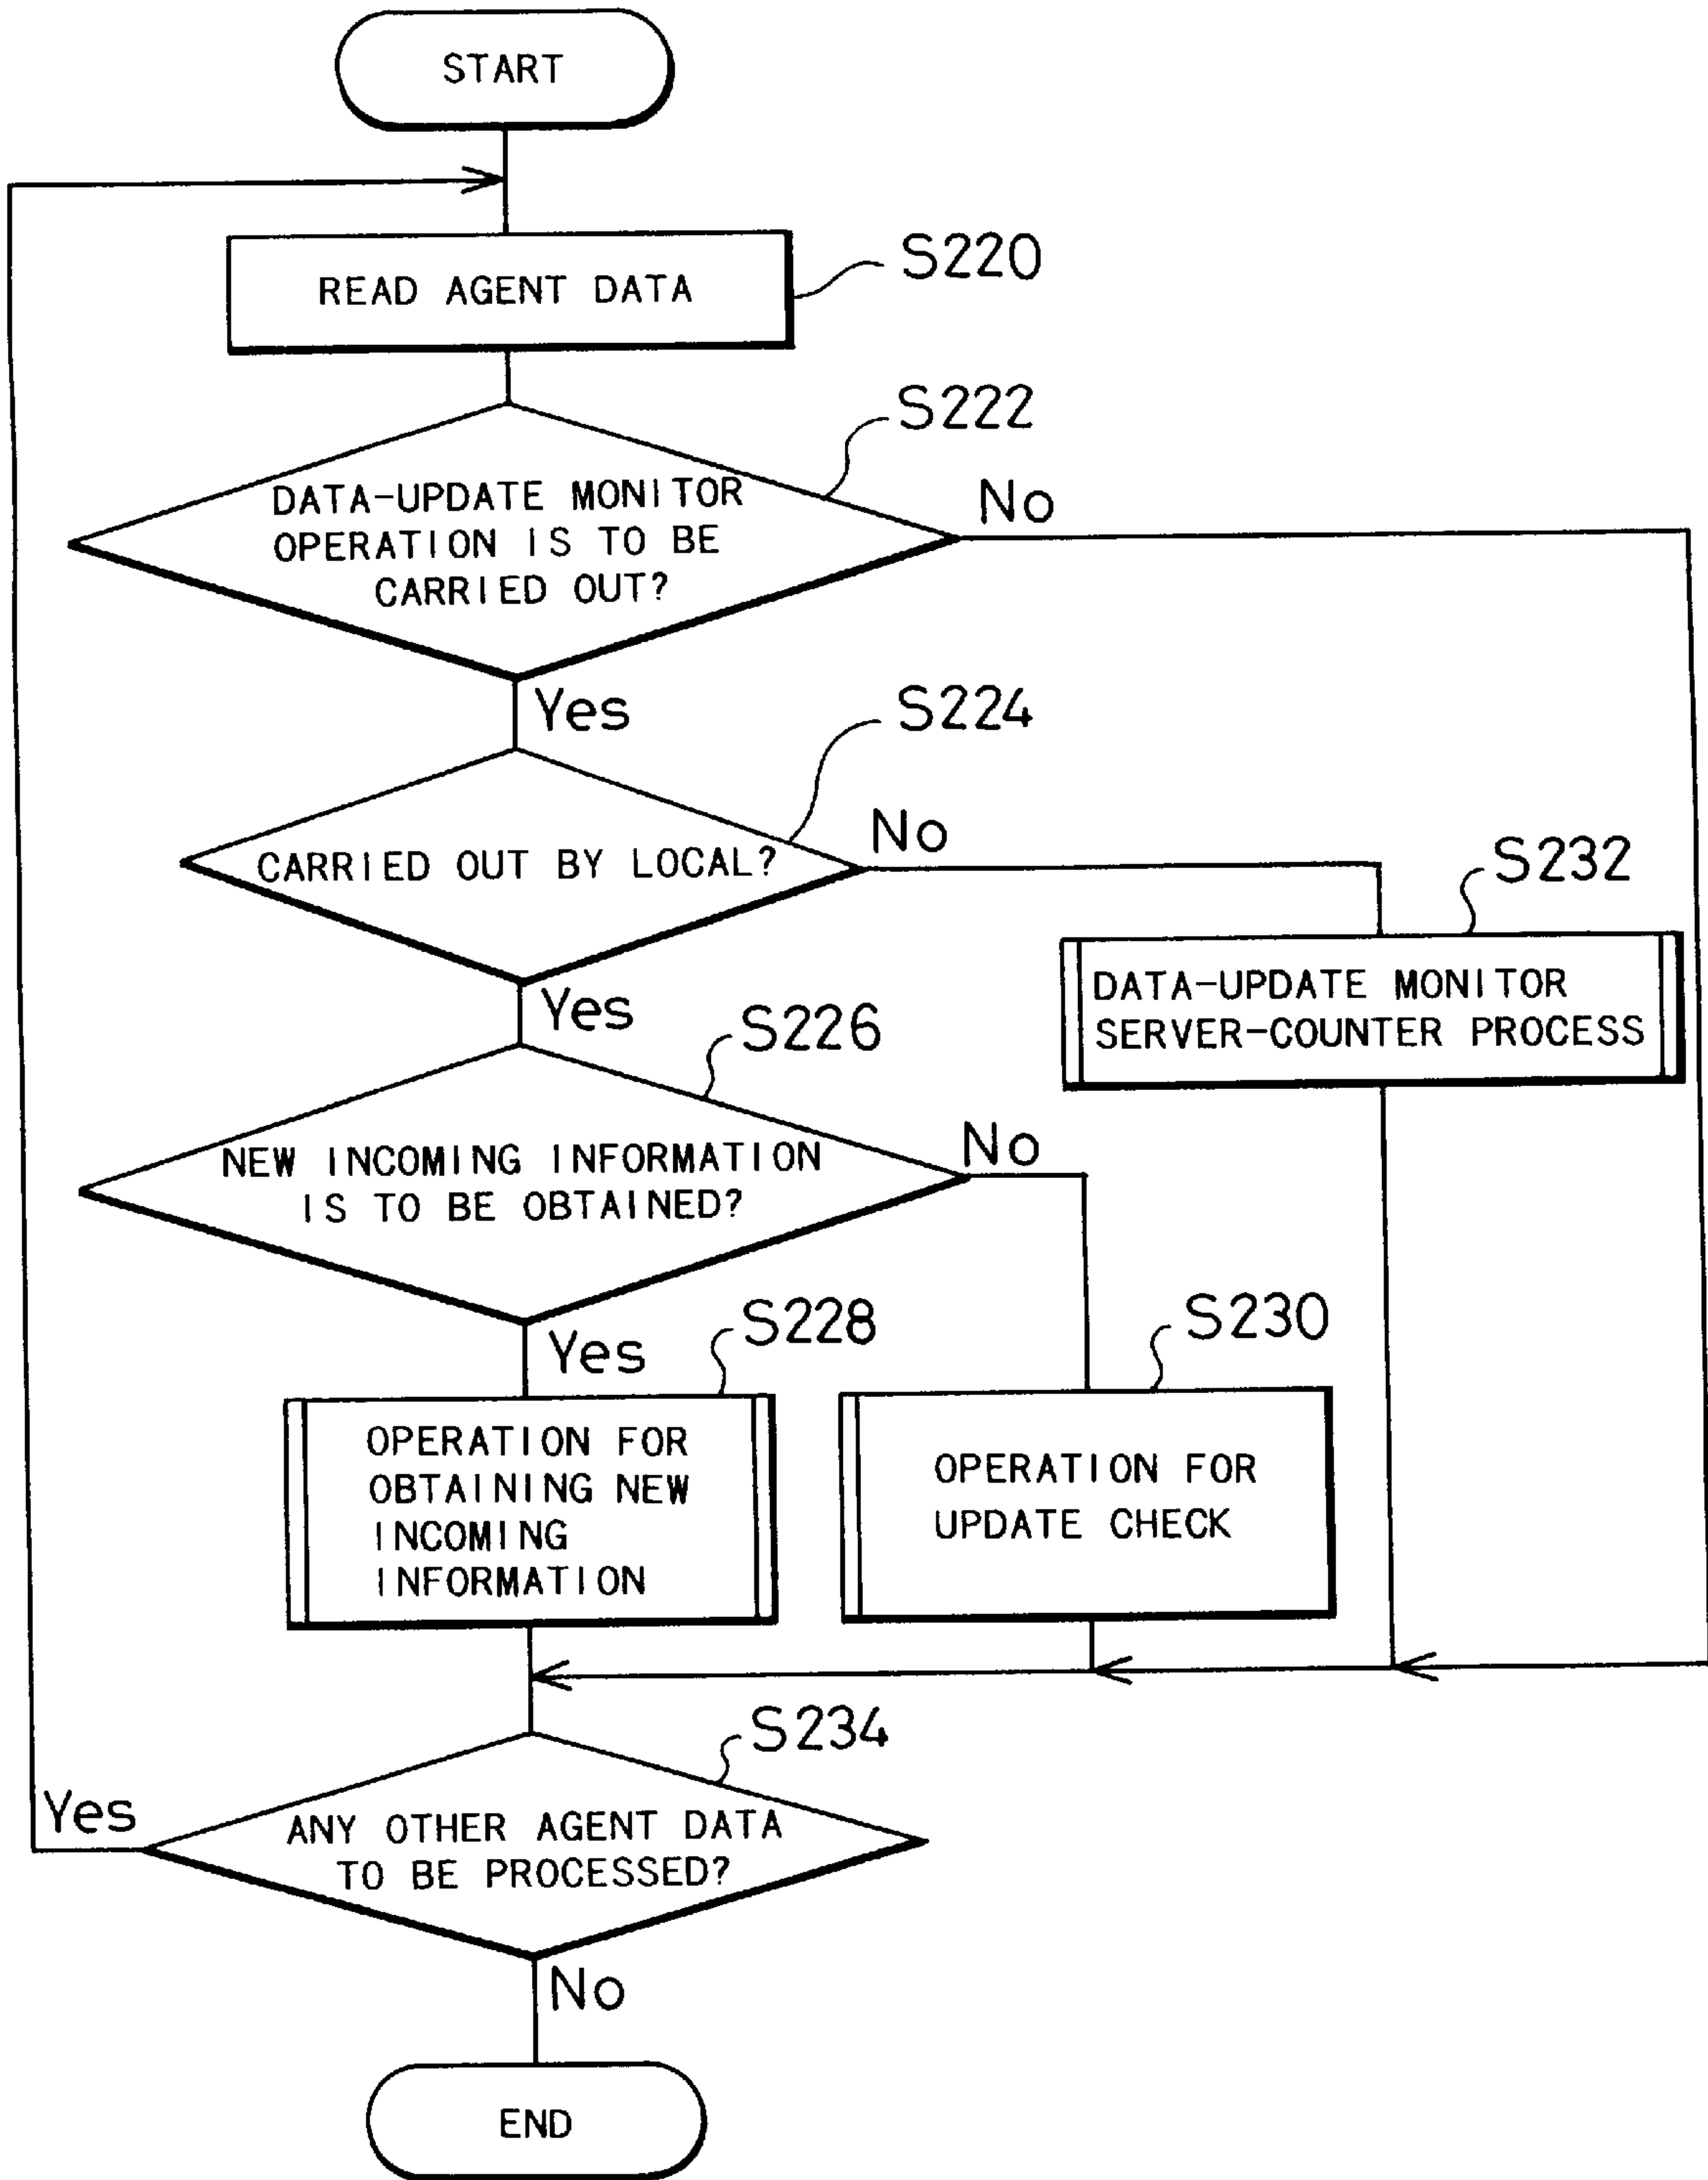 START
READ AGENT DATA
S220
S222
DATA-UPDATE MONITOR
OPERATION IS TO BE
CARRIED OUT?
No
Yes
S224
CARRIED OUT BY LOCAL?
No
S232
DATA-UPDATE MONITOR
SERVER-COUNTER PROCESS
Yes
S226
NEW INCOMING INFORMATION
IS TO BE OBTAINED?
No
Yes
S228
OPERATION FOR
OBTAINING NEW
INCOMING
INFORMATION
S230
OPERATION FOR
UPDATE CHECK
S234
Yes
ANY OTHER AGENT DATA
TO BE PROCESSED?
No
END